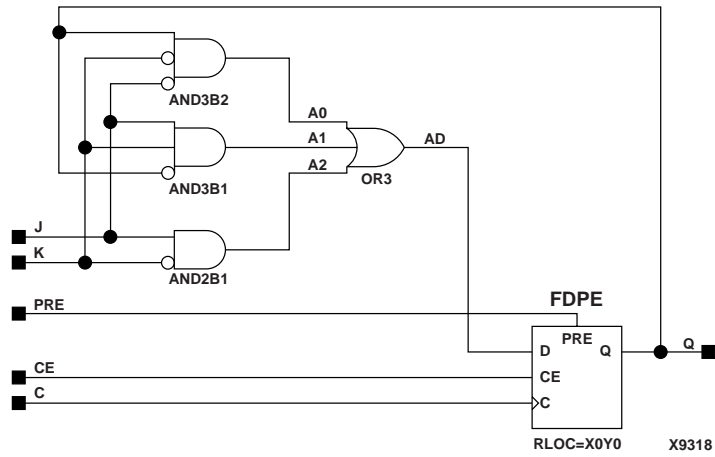 AND3B2
A0
A1
AD
A2
AND3B1
OR3
J
K
AND2B1
PRE
FDPE
PRE
D
Q
Q
CE
CE
C
C
RLOC=X0Y0
X9318